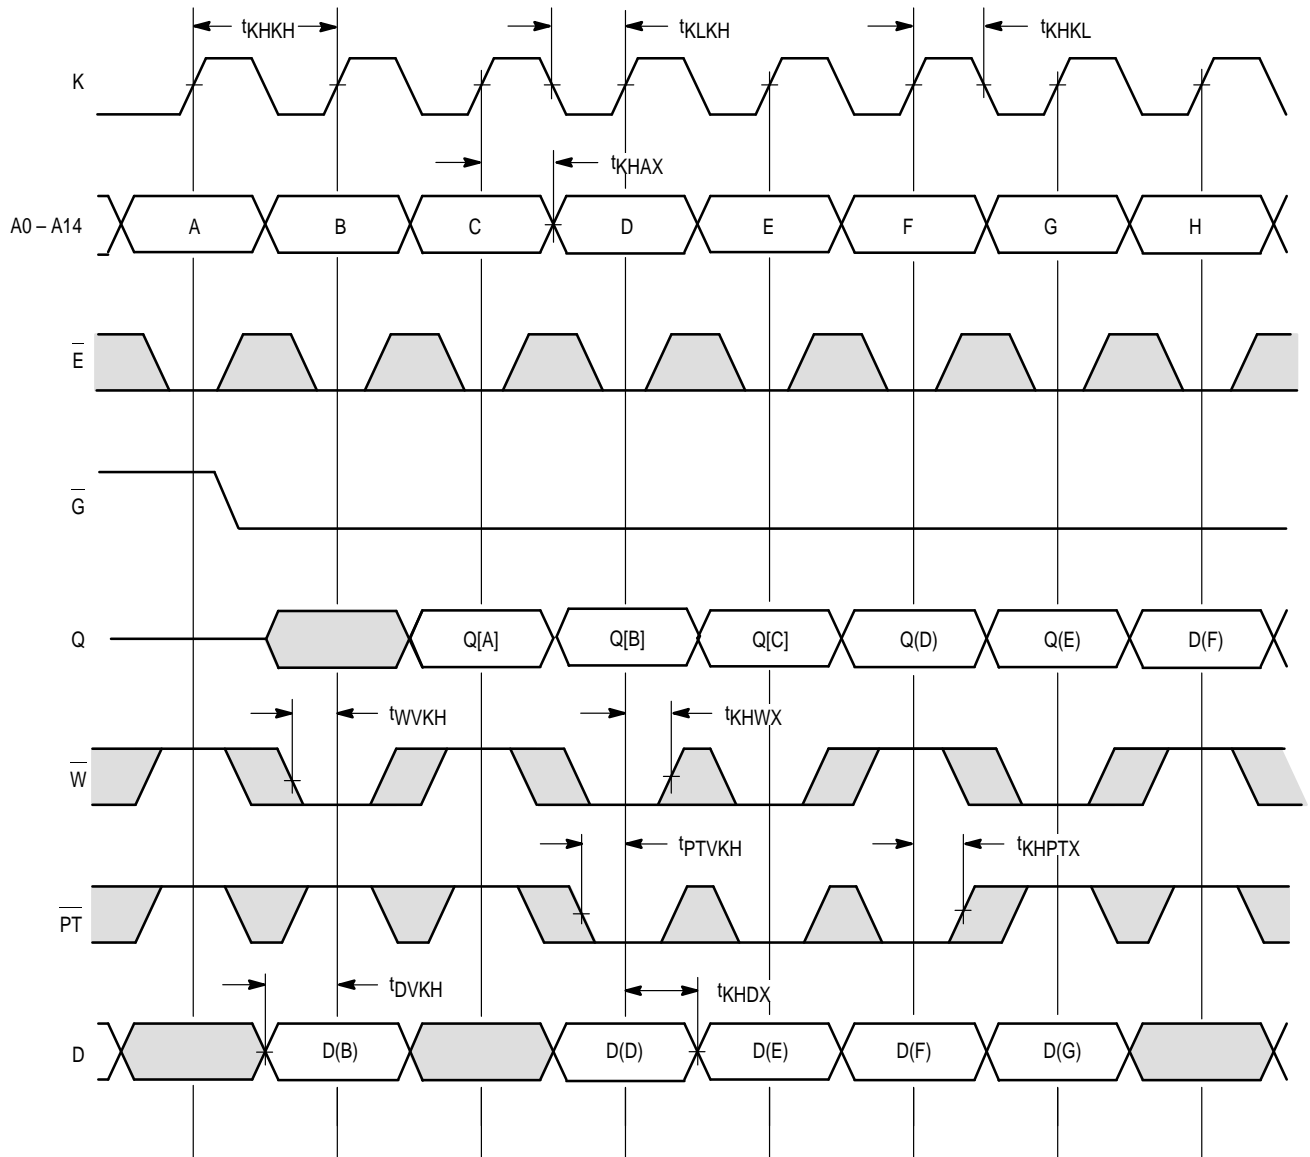 tKHKH tKLKH tKHKL
K
tKHAX
A0 – A14 A B C D E F G H
E
G
Q Q[A] Q[B] Q[C] Q(D) Q(E) D(F)
tWVKH tKHWX
W
tPTVKH tKHPTX
PT
tDVKH tKHDX
D D(B) D(D) D(E) D(F) D(G)